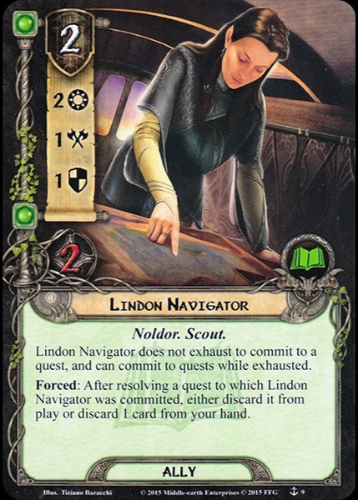 2
2
1
1
2
Lindon Navigator
Noldor. Scout.
Lindon Navigator does not exhaust to commit to a
quest, and can commit to quests while exhausted.
Forced: After resolving a quest to which Lindon
Navigator was committed, either discard it from
play or discard 1 card from your hand.
ALLY
Illus. Tiziano Baracchi © 2015 Middle-earth Enterprises © 2015 FFG 9